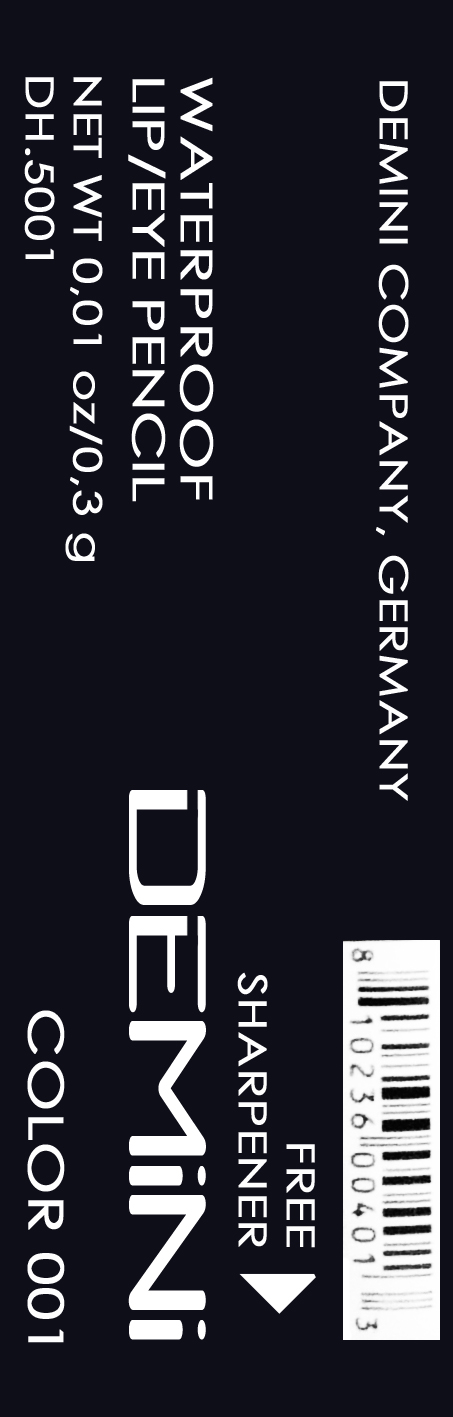 DEMINI COMPANY, GERMANY
8 10236 00401 3
WATERPROOF
LIP/EYE PENCIL
NET WT 0,01 oz/0,3 g
DH.5001
FREE
SHARPENER
DEMiNi
COLOR 001